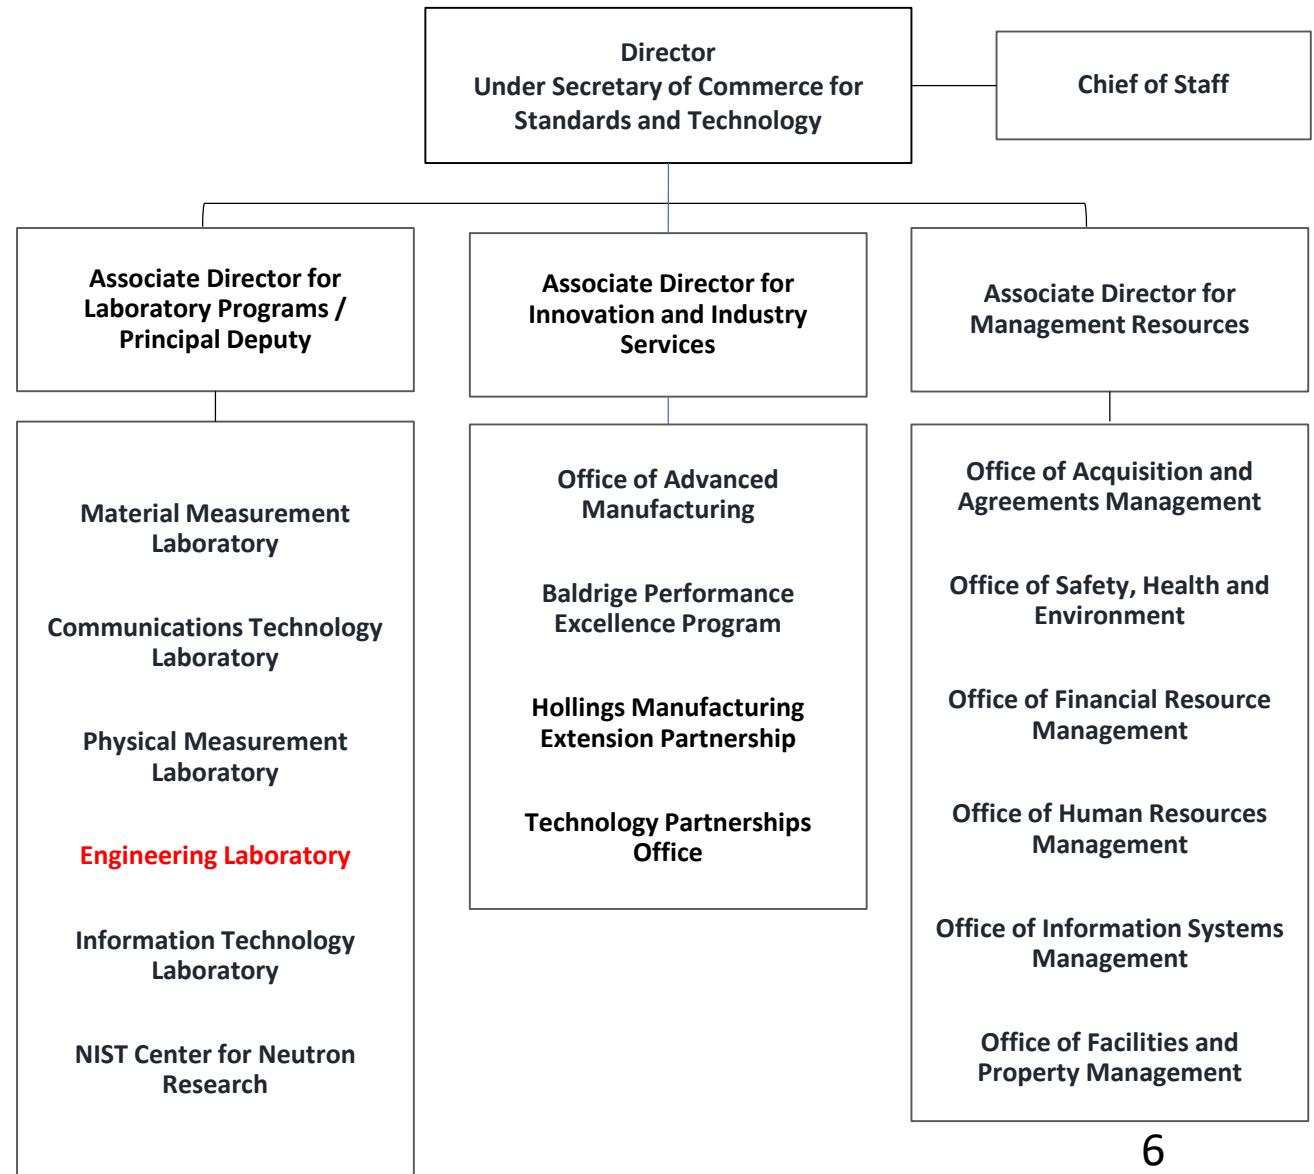 Director
Under Secretary of Commerce for
Standards and Technology
Chief of Staff
Associate Director for
Laboratory Programs /
Principal Deputy
Associate Director for
Innovation and Industry
Services
Associate Director for
Management Resources
Material Measurement
Laboratory
Communications Technology
Laboratory
Physical Measurement
Laboratory
Engineering Laboratory
Information Technology
Laboratory
NIST Center for Neutron
Research
Office of Advanced
Manufacturing
Baldrige Performance
Excellence Program
Hollings Manufacturing
Extension Partnership
Technology Partnerships
Office
Office of Acquisition and
Agreements Management
Office of Safety, Health and
Environment
Office of Financial Resource
Management
Office of Human Resources
Management
Office of Information Systems
Management
Office of Facilities and
Property Management
6